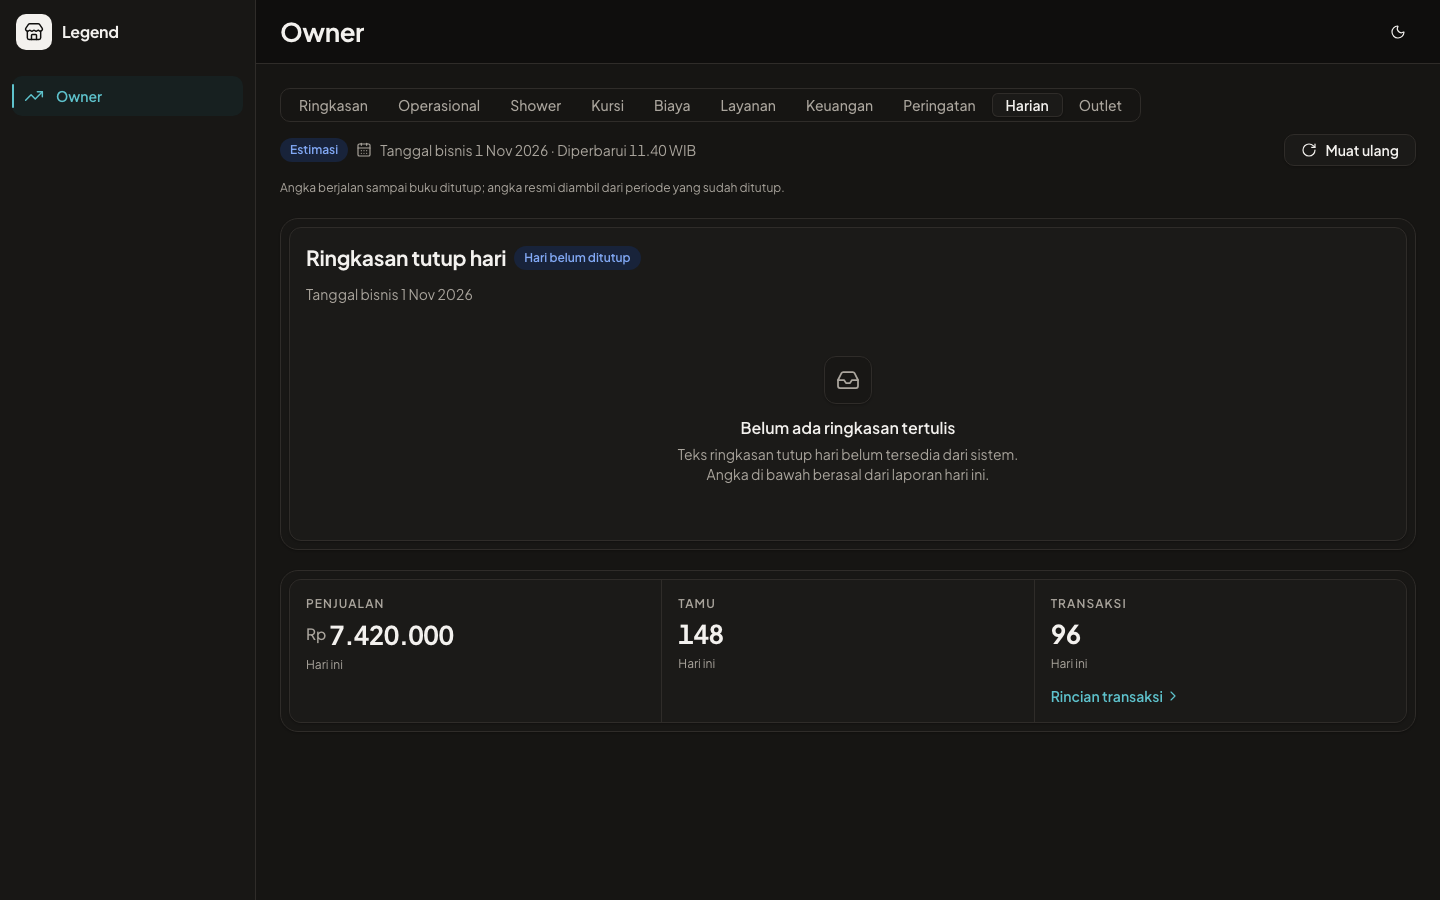 Legend
Owner
Owner
Ringkasan Operasional Shower Kursi Biaya Layanan Keuangan Peringatan Harian Outlet
Estimasi Tanggal bisnis 1 Nov 2026 · Diperbarui 11.40 WIB
Muat ulang
Angka berjalan sampai buku ditutup; angka resmi diambil dari periode yang sudah ditutup.
Ringkasan tutup hari Hari belum ditutup
Tanggal bisnis 1 Nov 2026
Belum ada ringkasan tertulis
Teks ringkasan tutup hari belum tersedia dari sistem.
Angka di bawah berasal dari laporan hari ini.
PENJUALAN
Rp 7.420.000
Hari ini
TAMU
148
Hari ini
TRANSAKSI
96
Hari ini
Rincian transaksi